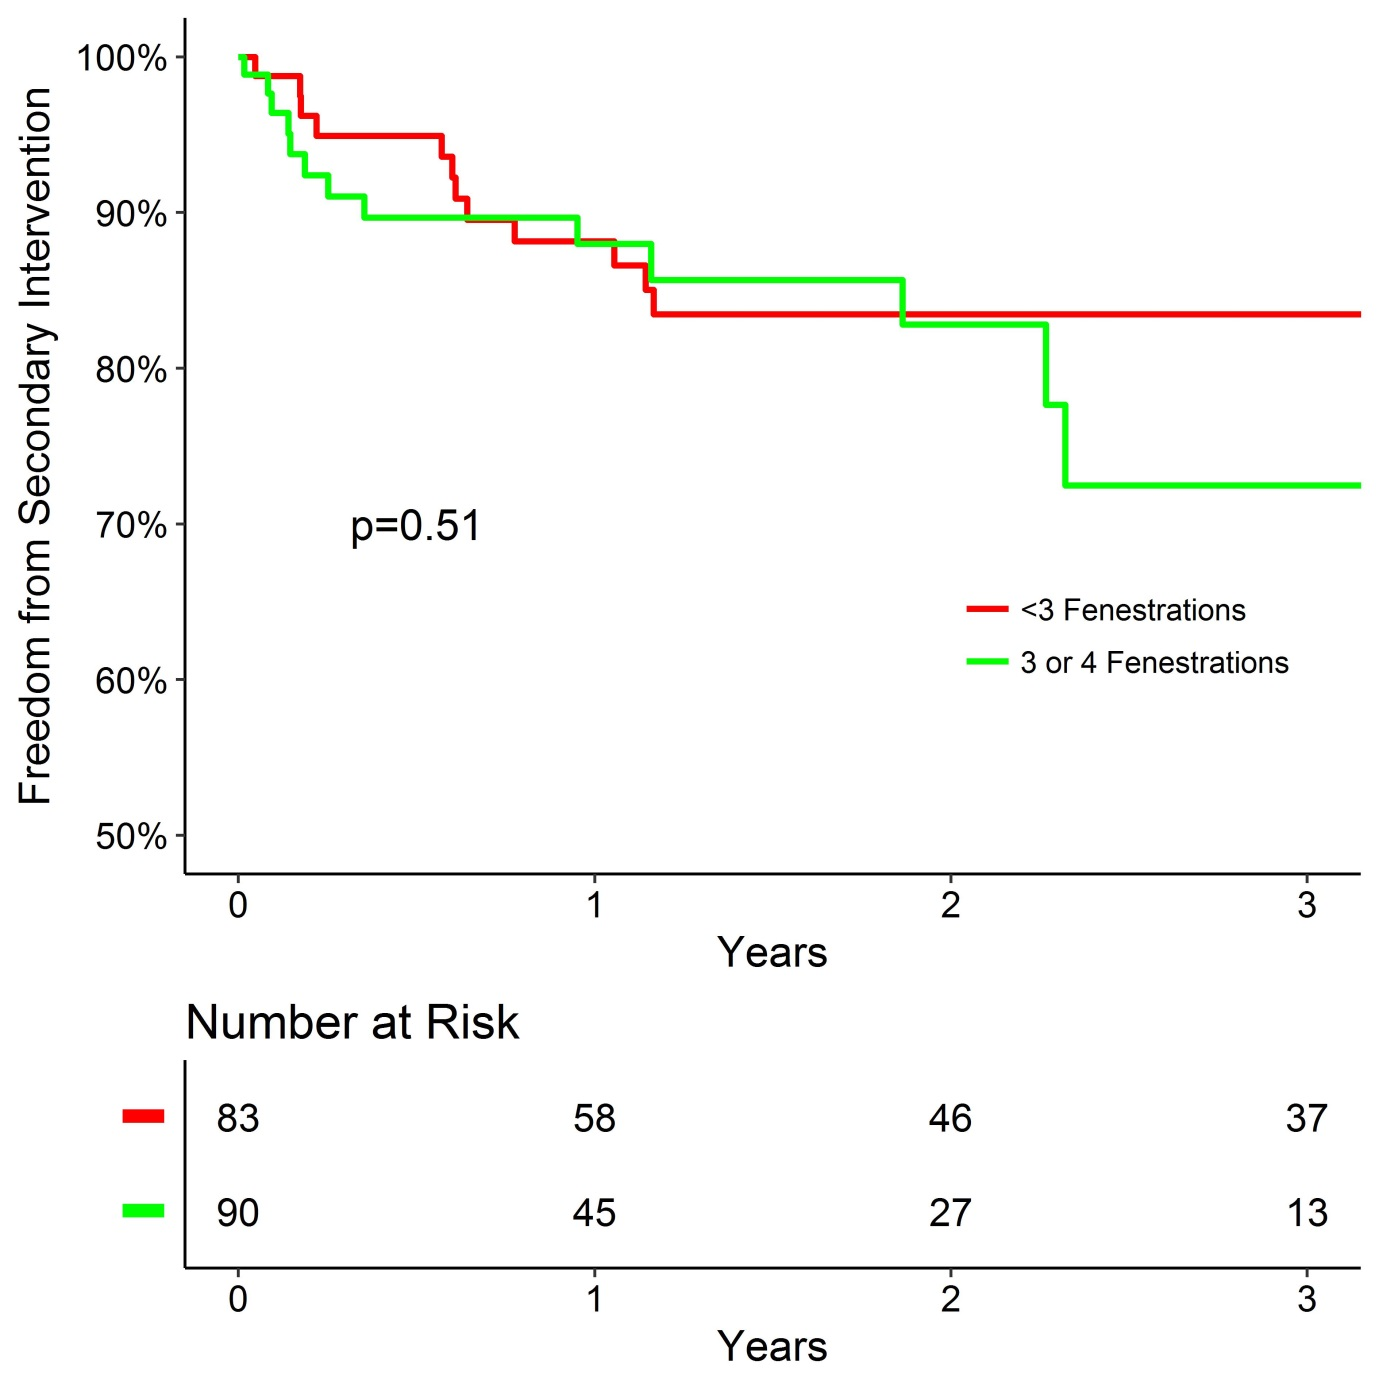 Freedom from Secondary Intervention
100%
90%
80%
70%
60%
50%
p=0.51
<3 Fenestrations
3 or 4 Fenestrations
0 1 2 3
Years
Number at Risk
83 58 46 37
90 45 27 13
0 1 2 3
Years